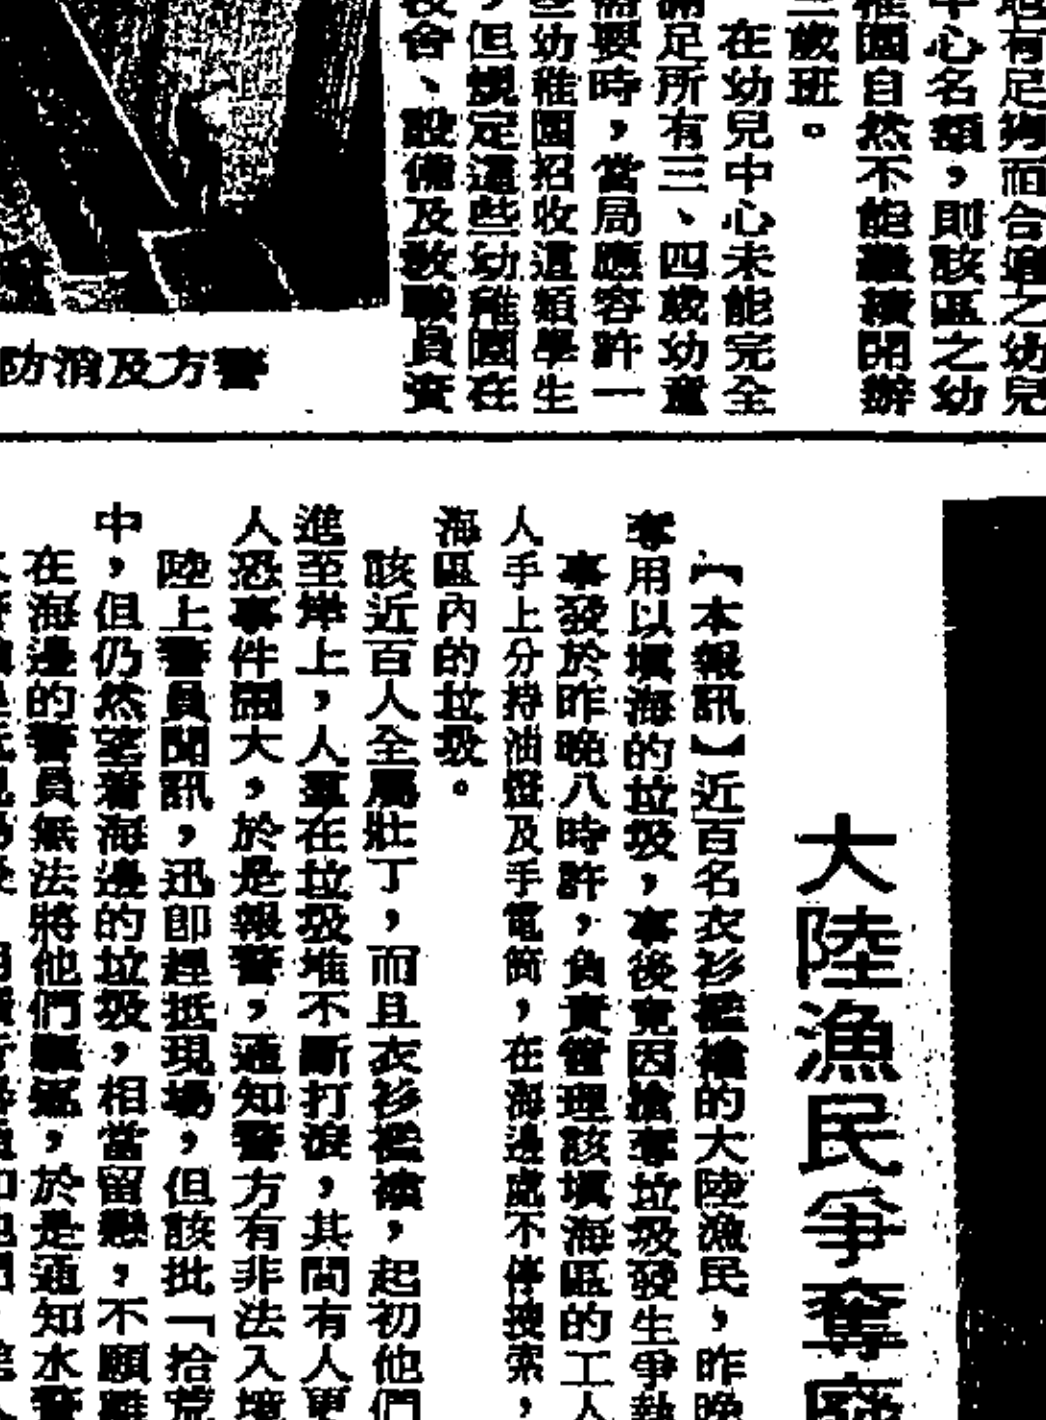 地有足夠而合適之幼兒
中心名額，則該區之幼
稚園自然不能繼續開辦
三歲班。
在幼兒中心未能完全
滿足所有三、四歲幼童
需要時，當局應容許一
些幼稚園招收這類學生
，但規定這些幼稚園在
校舍、設備及教職員資
防消及方警
大陸漁民爭奪廢
【本報訊】近百名衣衫襤褸的大陸漁民，昨晚
奪用以填海的垃圾，事後竟因搶奪垃圾發生爭執
事發於昨晚八時許，負責管理該填海區的工人
人手上分持油燈及手電筒，在海邊處不停搜索，
海區內的垃圾。
該近百人全屬壯丁，而且衣衫襤褸，起初他們
進至岸上，人羣在垃圾堆不斷打滾，其間有人更
人恐事件鬧大，於是報警，通知警方有非法入境
陸上警員聞訊，迅即趕抵現場，但該批「拾荒
中，但仍然望着海邊的垃圾，相當留戀，不願離
在海邊的警員無法將他們驅逐，於是通知水警